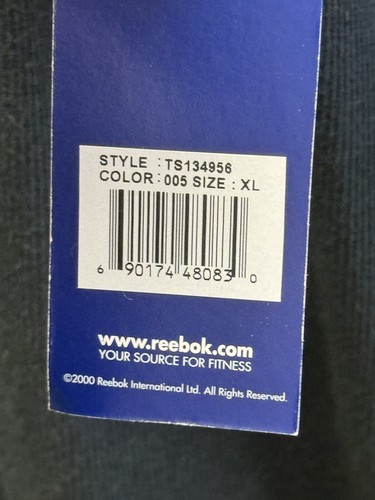 STYLE : TS134956
COLOR : 005 SIZE : XL
6 90174 48083 0
www.reebok.com
YOUR SOURCE FOR FITNESS
©2000 Reebok International Ltd. All Rights Reserved.